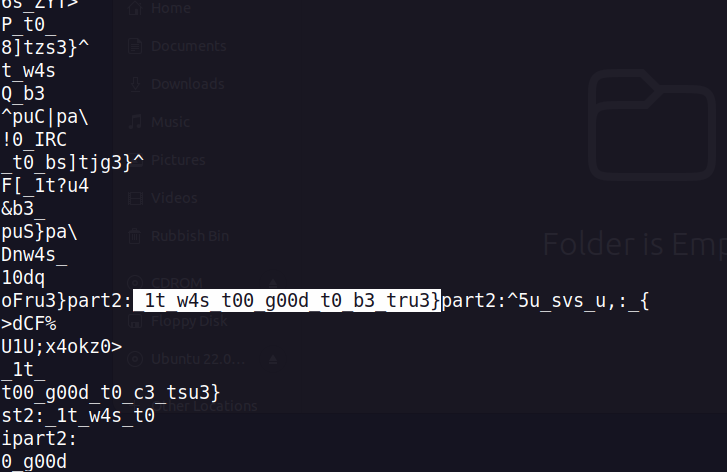 6s_ZYT>
Home
P_t0_
8]tzs3}^
Documents
t_w4s
Downloads
Q_b3
^puC|pa\
Music
!0_IRC
_t0_bs]tjg3}^
Pictures
F[_1t?u4
Videos
&b3_
puS}pa\
Rubbish Bin
Folder is Emp
Dnw4s_
10dq
CDROM
oFru3}part2:_1t_w4s_t00_g00d_t0_b3_tru3}part2:^5u_svs_u,:_{
Floppy Disk
>dCF%
U1U;x4okz0>
Ubuntu 22.0...
_1t_
t00_g00d_t0_c3_tsu3}
Other Locations
st2:_1t_w4s_t0
ipart2:
0_g00d